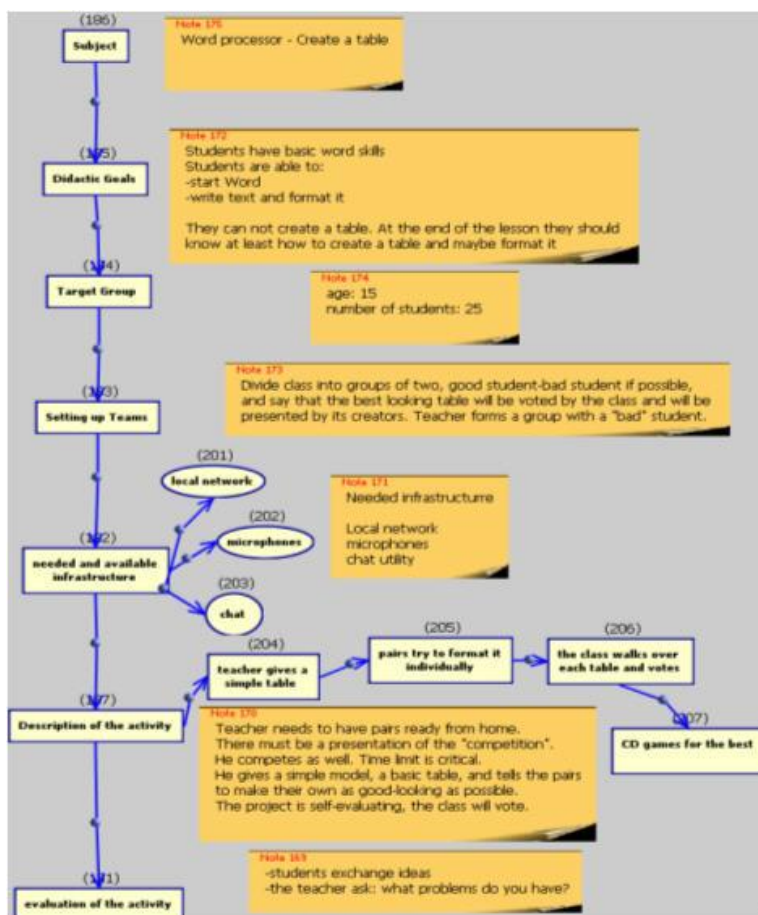 (186)
Subject
Note 175
Word processor - Create a table
Note 172
Students have basic word skills
Students are able to:
-start Word
-write text and format it
They can not create a table. At the end of the lesson they should
know at least how to create a table and maybe format it
Didactic Goals
Note 174
age: 15
number of students: 25
Target Group
Note 173
Divide class into groups of two, good student-bad student if possible,
and say that the best looking table will be voted by the class and will be
presented by its creators. Teacher forms a group with a "bad" student.
Setting up Teams
(201)
local network
Note 171
Needed infrastructurre
Local network
microphones
chat utility
(202)
microphones
needed and available
infrastructure
(203)
chat
(204)
teacher gives a
simple table
(205)
pairs try to format it
individually
(206)
the class walks over
each table and votes
Description of the activity
Note 170
Teacher needs to have pairs ready from home.
There must be a presentation of the "competition".
He competes as well. Time limit is critical.
He gives a simple model, a basic table, and tells the pairs
to make their own as good-looking as possible.
The project is self-evaluating, the class will vote.
CD games for the best
Note 169
-students exchange ideas
-the teacher ask: what problems do you have?
evaluation of the activity